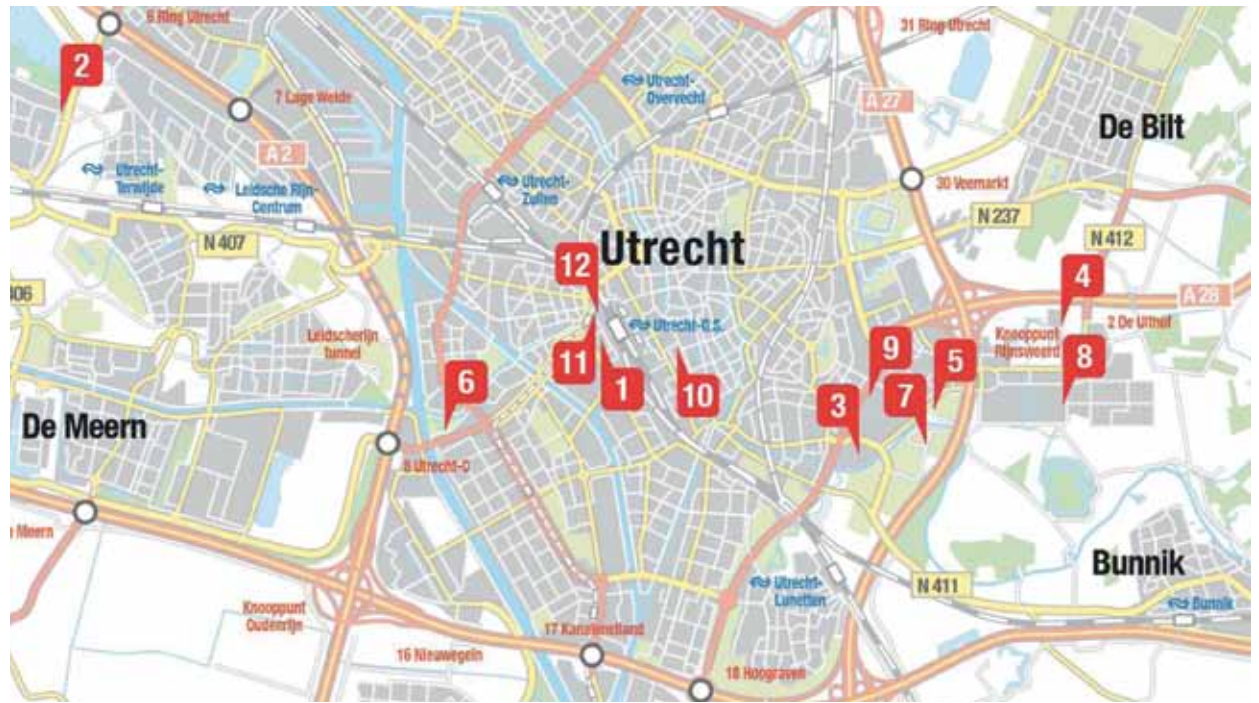 6 Ring Utrecht
31 Ring Utrecht
2
Utrecht-
Overvecht
7 Lage Weide
A 27
De Bilt
A 2
Utrecht-
Terwijde
Leidsche Rijn-
Centrum
Utrecht-
Zuilen
30 Veemarkt
N 237
N 407
Utrecht
N 412
12
4
A 28
Utrecht-C.S.
2 De Uithof
Leidscherijn
tunnel
Knooppunt
Rijnsweerd
11
1
10
9
5
8
6
3
7
De Meern
8 Utrecht-C
Meern
Bunnik
Utrecht-
Lunetten
N 411
Bunnik
Knooppunt
Oudenrijn
17 Kanaleneiland
16 Nieuwegein
18 Hoograven